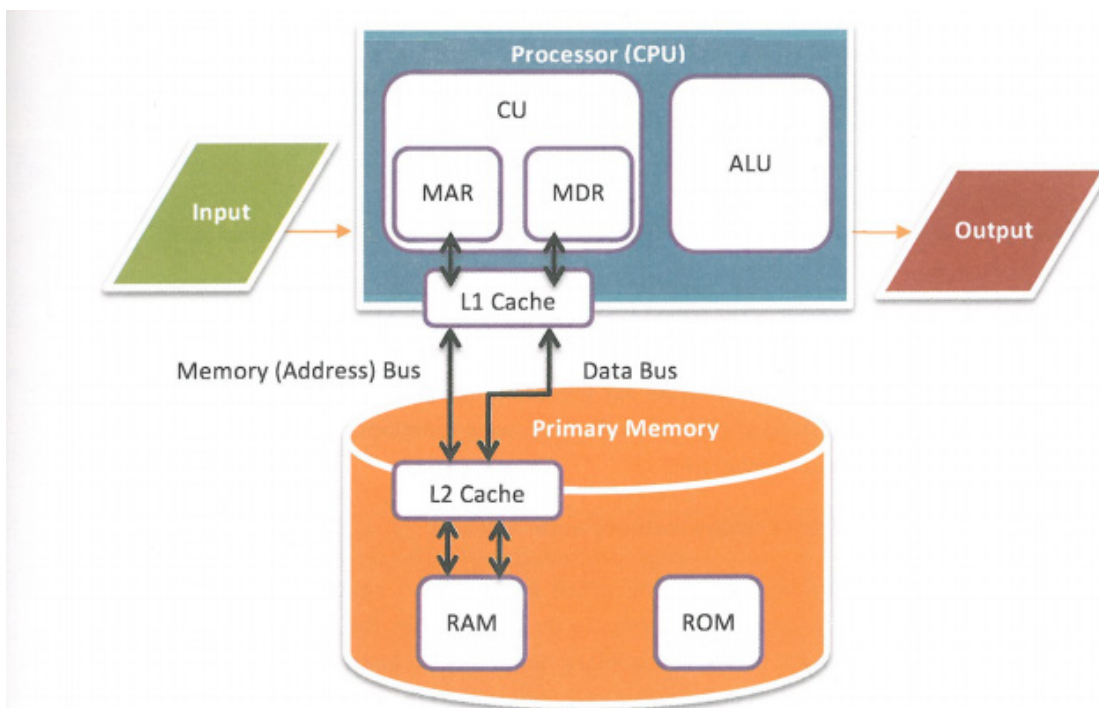 Processor (CPU)
CU
MAR
MDR
ALU
Input
Output
L1 Cache
Memory (Address) Bus
Data Bus
Primary Memory
L2 Cache
RAM
ROM